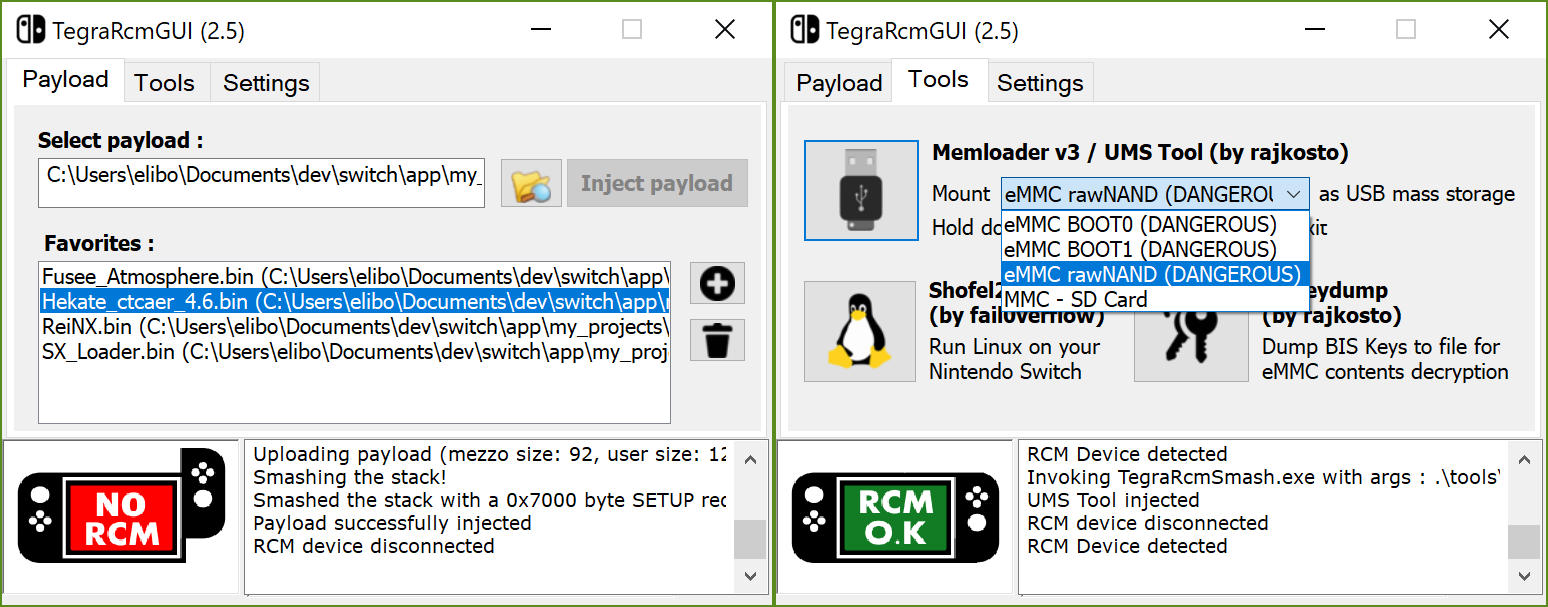 TegraRcmGUI (2.5)
Payload
Tools
Settings
Select payload :
C:\Users\elibo\Documents\dev\switch\app\my_
Inject payload
Favorites :
Fusee_Atmosphere.bin (C:\Users\elibo\Documents\dev\switch\app\
Hekate_ctcaer_4.6.bin (C:\Users\elibo\Documents\dev\switch\app\
ReiNX.bin (C:\Users\elibo\Documents\dev\switch\app\my_projects\
SX_Loader.bin (C:\Users\elibo\Documents\dev\switch\app\my_proj
NO
RCM
Uploading payload (mezzo size: 92, user size: 12
Smashing the stack!
Smashed the stack with a 0x7000 byte SETUP rec
Payload successfully injected
RCM device disconnected
TegraRcmGUI (2.5)
Payload
Tools
Settings
Memloader v3 / UMS Tool (by rajkosto)
Mount eMMC rawNAND (DANGEROU as USB mass storage
Hold
eMMC BOOT0 (DANGEROUS)
eMMC BOOT1 (DANGEROUS)
eMMC rawNAND (DANGEROUS)
MMC - SD Card
(by fail0verflow)
Run Linux on your
Nintendo Switch
(by rajkosto)
Dump BIS Keys to file for
eMMC contents decryption
RCM
O.K
RCM Device detected
Invoking TegraRcmSmash.exe with args : .\tools\
UMS Tool injected
RCM device disconnected
RCM Device detected